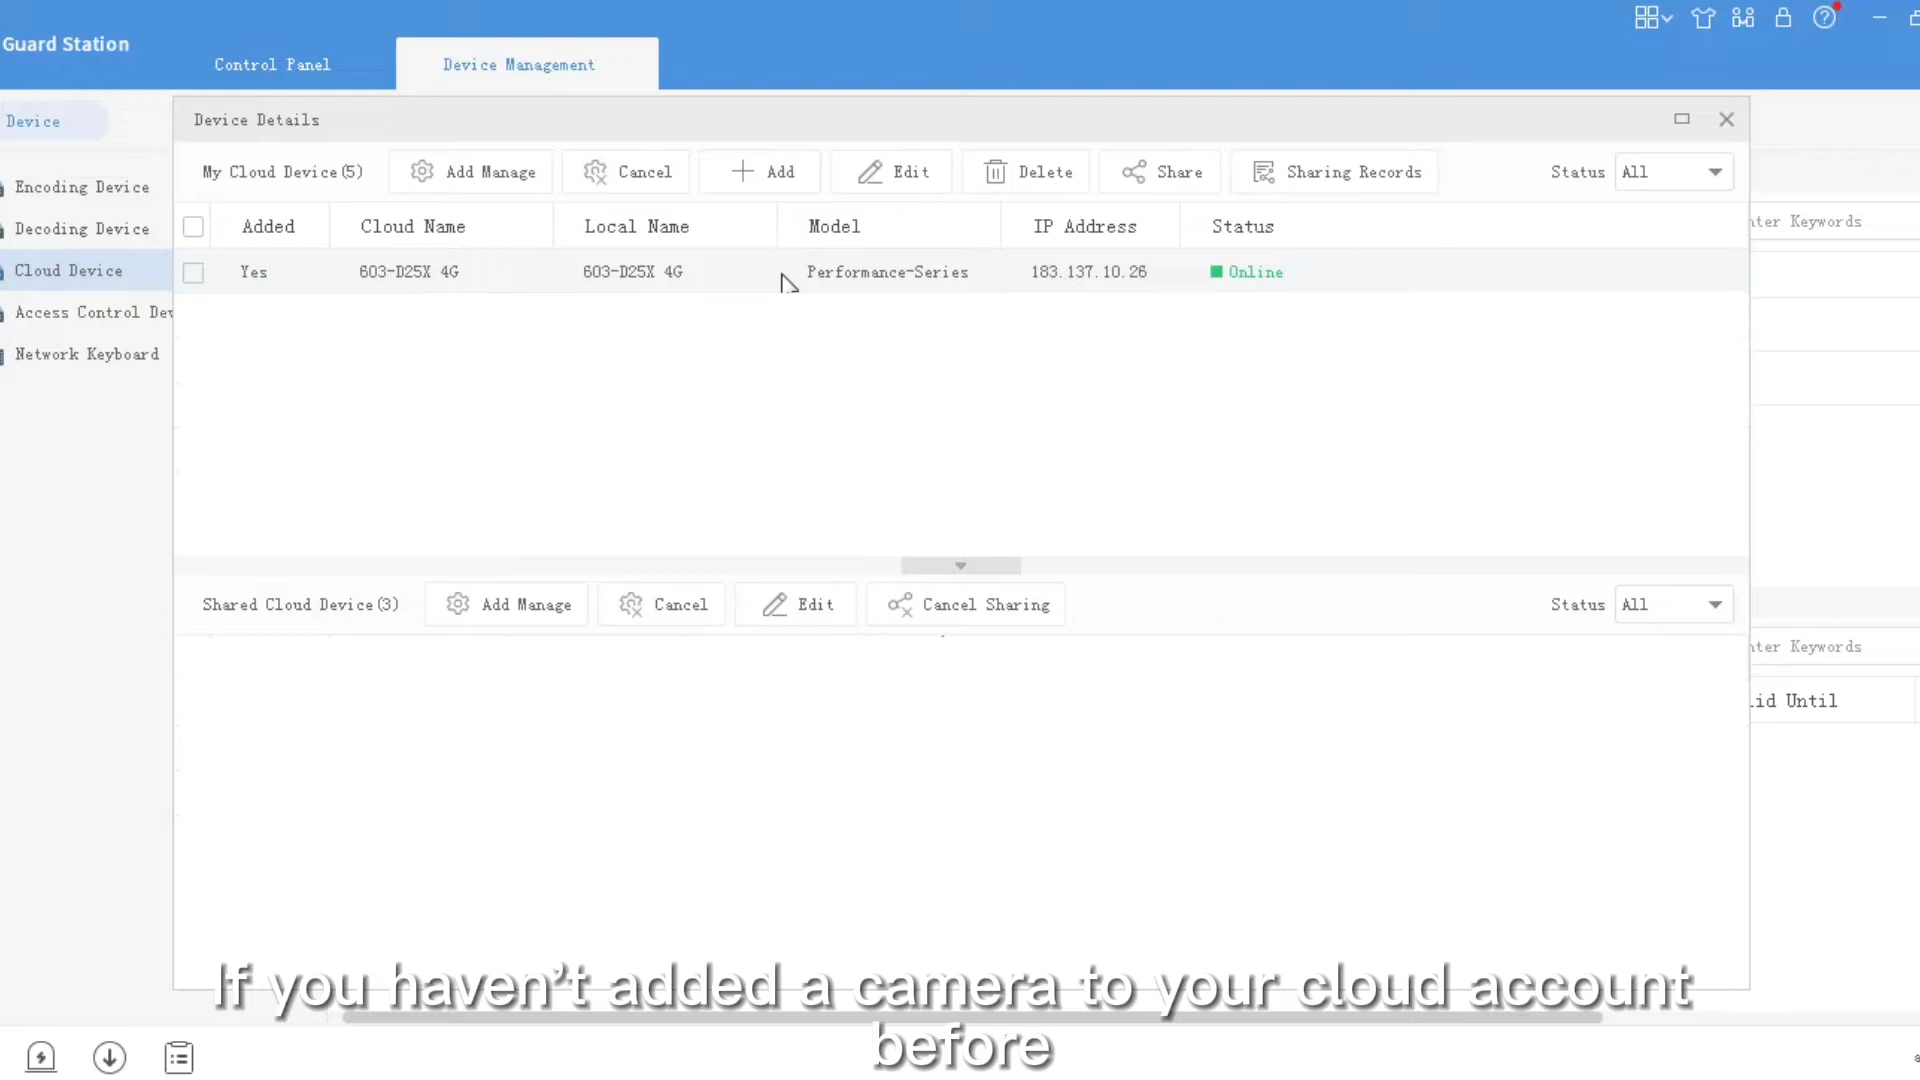 Guard Station
Control Panel
Device Management
Device
Device Details
My Cloud Device(5)
Add Manage
Cancel
Add
Edit
Delete
Share
Sharing Records
Status
All
Encoding Device
Decoding Device
Cloud Device
Access Control Dev
Network Keyboard
Added
Cloud Name
Local Name
Model
IP Address
Status
nter Keywords
Yes
603-D25X 4G
603-D25X 4G
Performance-Series
183.137.10.26
Online
Shared Cloud Device(3)
Add Manage
Cancel
Edit
Cancel Sharing
Status
All
nter Keywords
lid Until
If you haven't added a camera to your cloud account
before